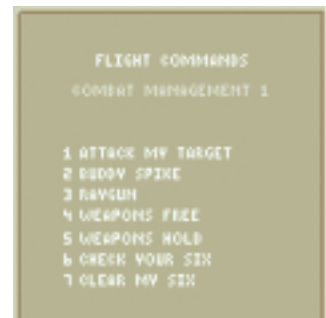 FLIGHT COMMANDS
COMBAT MANAGEMENT 1
1 ATTACK MY TARGET
2 BUDDY SPIKE
3 RAYGUN
4 WEAPONS FREE
5 WEAPONS HOLD
6 CHECK YOUR SIX
7 CLEAR MY SIX